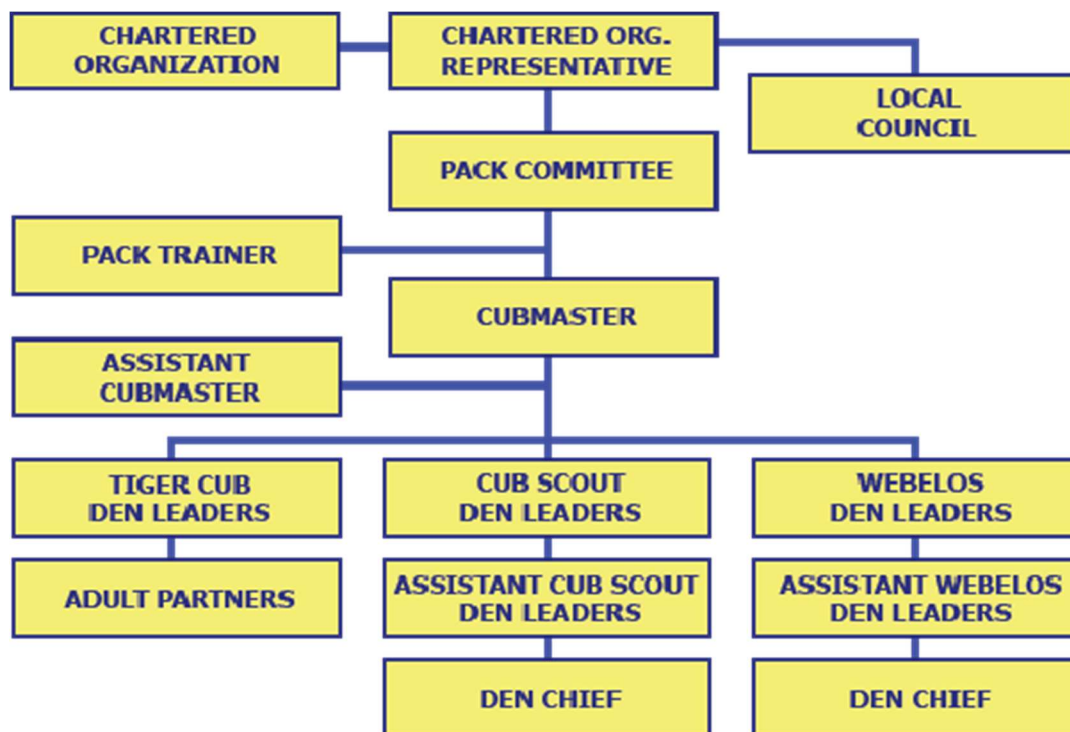 CHARTERED
ORGANIZATION
CHARTERED ORG.
REPRESENTATIVE
LOCAL
COUNCIL
PACK COMMITTEE
PACK TRAINER
CUBMASTER
ASSISTANT
CUBMASTER
TIGER CUB
DEN LEADERS
CUB SCOUT
DEN LEADERS
WEBELOS
DEN LEADERS
ADULT PARTNERS
ASSISTANT CUB SCOUT
DEN LEADERS
ASSISTANT WEBELOS
DEN LEADERS
DEN CHIEF
DEN CHIEF